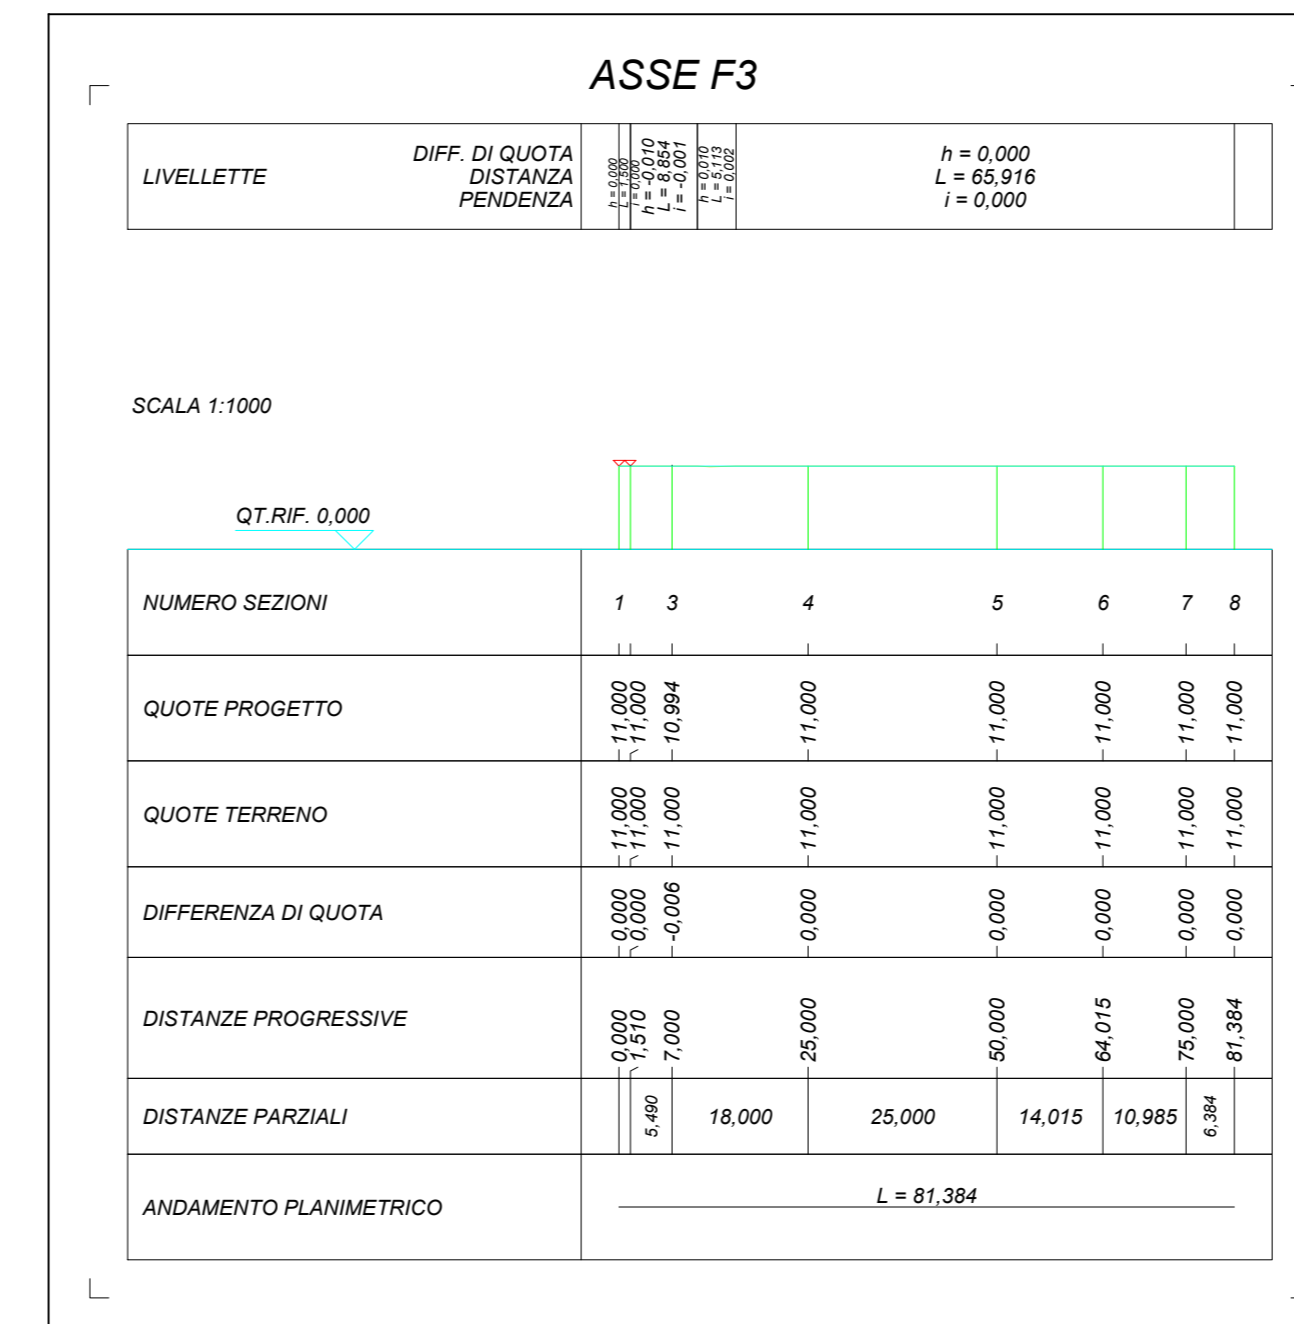 ASSE F3
LIVELLETTE
DIFF. DI QUOTA
DISTANZA
PENDENZA
h = 0,000
L = 1,500
i = 0,000
h = -0,010
L = 8,854
i = -0,001
h = 0,010
L = 5,113
i = 0,002
h = 0,000
L = 65,916
i = 0,000
SCALA 1:1000
QT.RIF. 0,000
NUMERO SEZIONI 1 3 4 5 6 7 8
QUOTE PROGETTO 11,000 11,000 10,994 11,000 11,000 11,000 11,000 11,000
QUOTE TERRENO 11,000 11,000 11,000 11,000 11,000 11,000 11,000 11,000
DIFFERENZA DI QUOTA 0,000 0,000 -0,006 0,000 0,000 0,000 0,000 0,000
DISTANZE PROGRESSIVE 0,000 1,510 7,000 25,000 50,000 64,015 75,000 81,384
DISTANZE PARZIALI 5,490 18,000 25,000 14,015 10,985 6,384
ANDAMENTO PLANIMETRICO L = 81,384